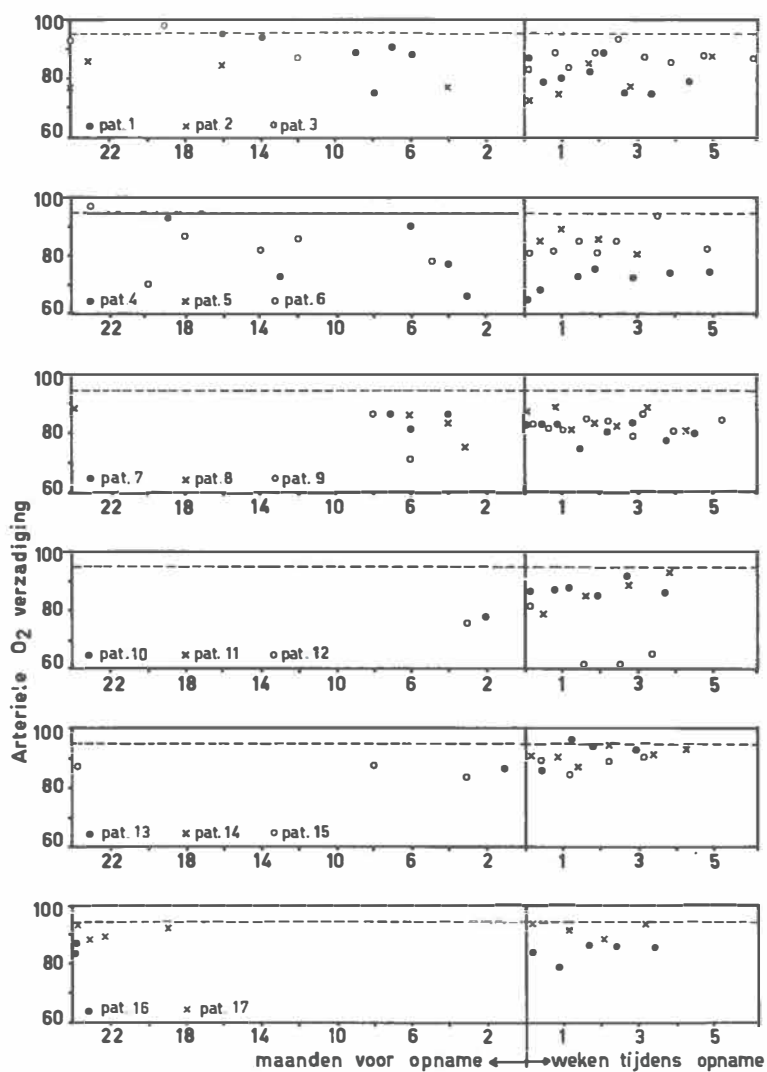 100
80
60
● pat.1 × pat.2 ○ pat.3
22 18 14 10 6 2 1 3 5
100
80
60
● pat.4 × pat.5 ○ pat.6
22 18 14 10 6 2 1 3 5
100
80
60
● pat.7 × pat.8 ○ pat.9
22 18 14 10 6 2 1 3 5
Arteriele O2 verzadiging
100
80
60
● pat.10 × pat.11 ○ pat.12
22 18 14 10 6 2 1 3 5
100
80
60
● pat.13 × pat.14 ○ pat.15
22 18 14 10 6 2 1 3 5
100
80
60
● pat.16 × pat.17
22 18 14 10 6 2 1 3 5
maanden voor opname ←→ weken tijdens opname